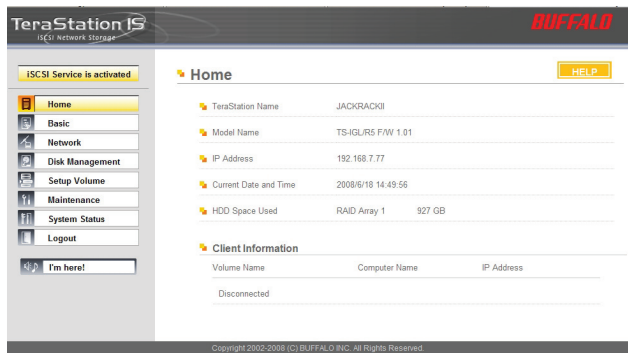 TeraStation IS
iSCSI Network Storage
BUFFALO
iSCSI Service is activated
Home
Basic
Network
Disk Management
Setup Volume
Maintenance
System Status
Logout
I'm here!
Home
HELP
TeraStation Name JACKRACKII
Model Name TS-IGL/R5 F/W 1.01
IP Address 192.168.7.77
Current Date and Time 2008/6/18 14:49:56
HDD Space Used RAID Array 1 927 GB
Client Information
Volume Name Computer Name IP Address
Disconnected
Copyright 2002-2008 (C) BUFFALO INC. All Rights Reserved.